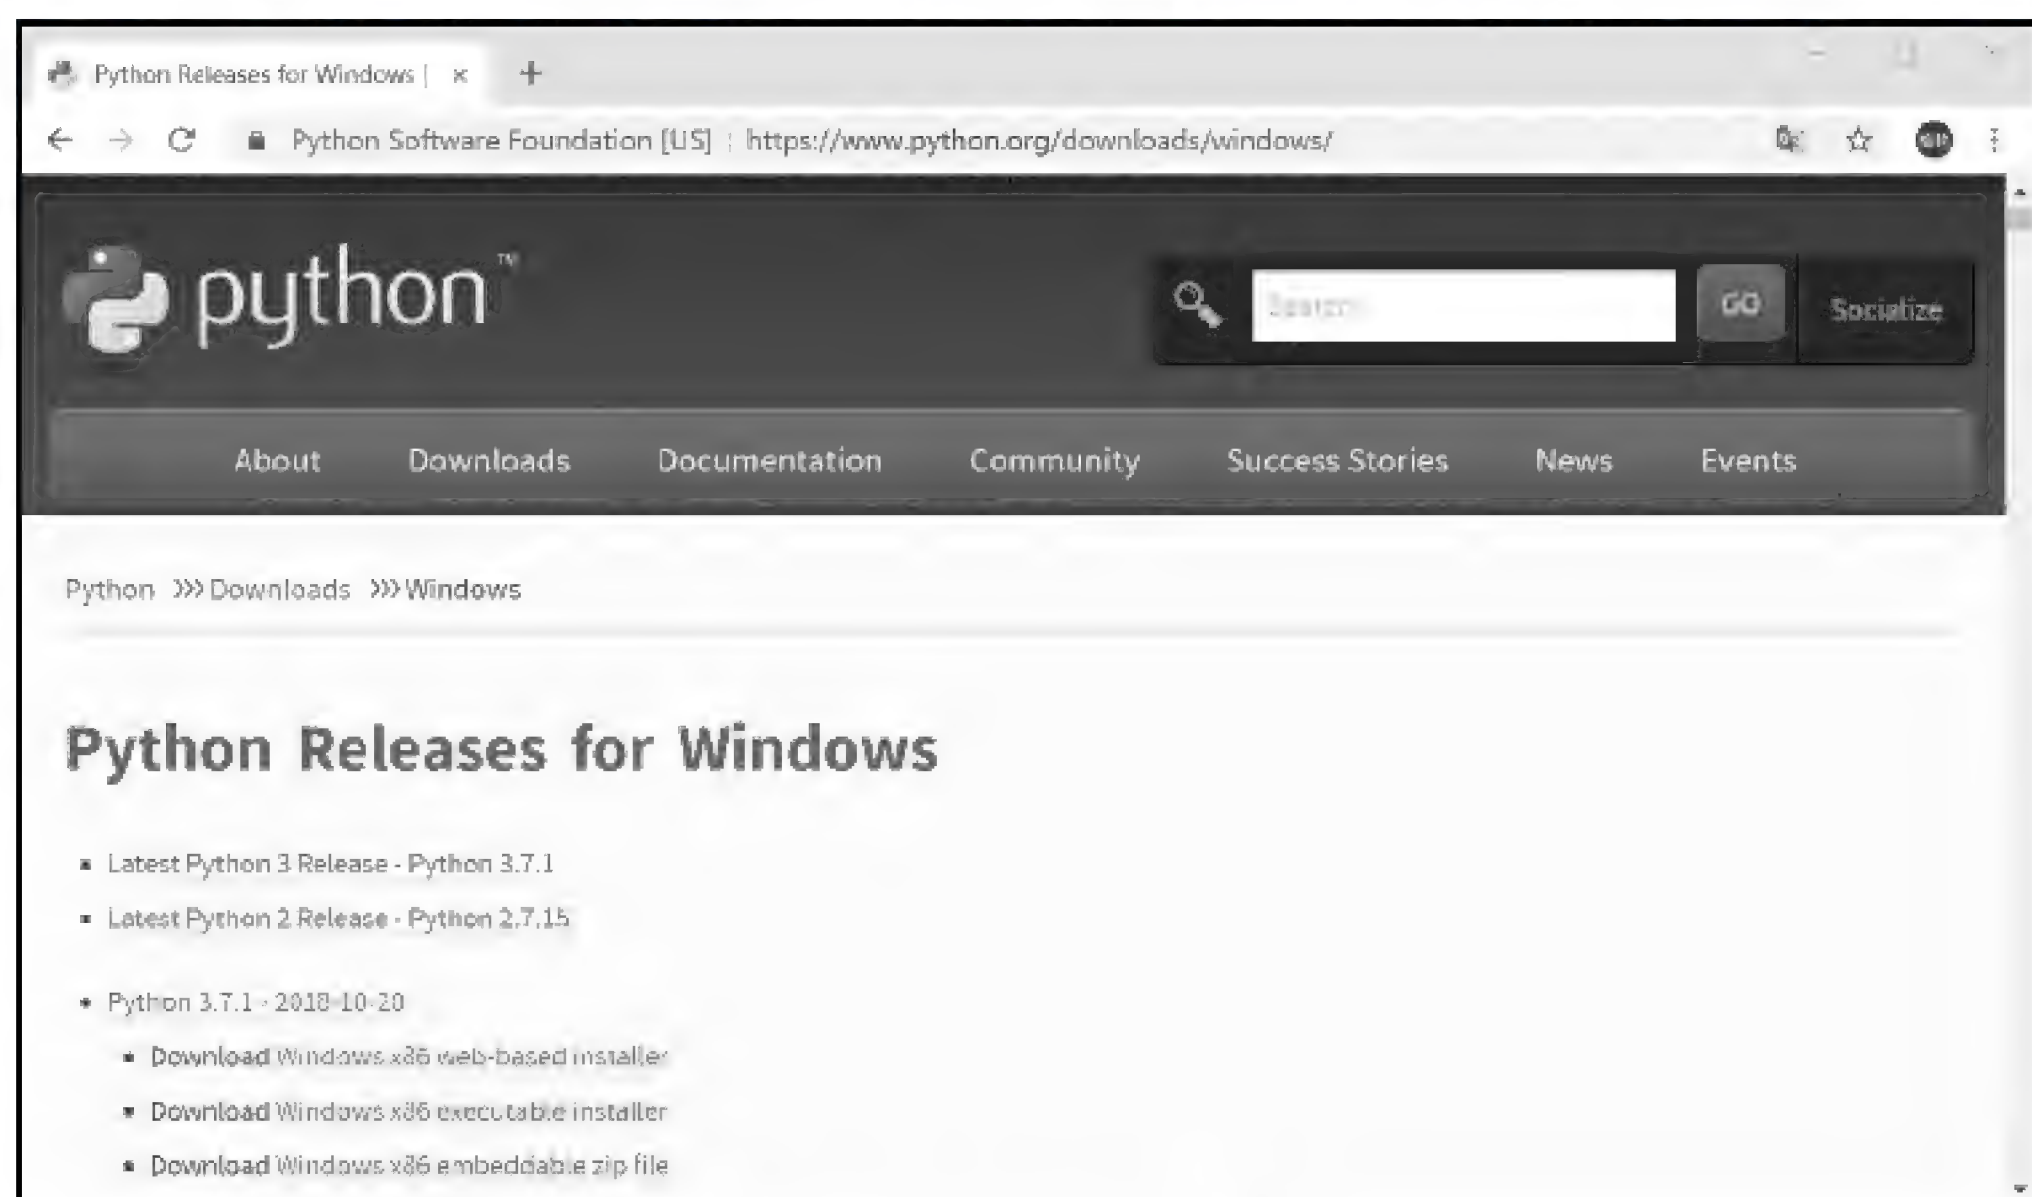 Python Releases for Windows | × +
Python Software Foundation [US] | https://www.python.org/downloads/windows/
python™
Search
GO
Socialize
About Downloads Documentation Community Success Stories News Events
Python >>> Downloads >>> Windows
Python Releases for Windows
Latest Python 3 Release - Python 3.7.1
Latest Python 2 Release - Python 2.7.15
Python 3.7.1 - 2018-10-20
Download Windows x86 web-based installer
Download Windows x86 executable installer
Download Windows x86 embeddable zip file